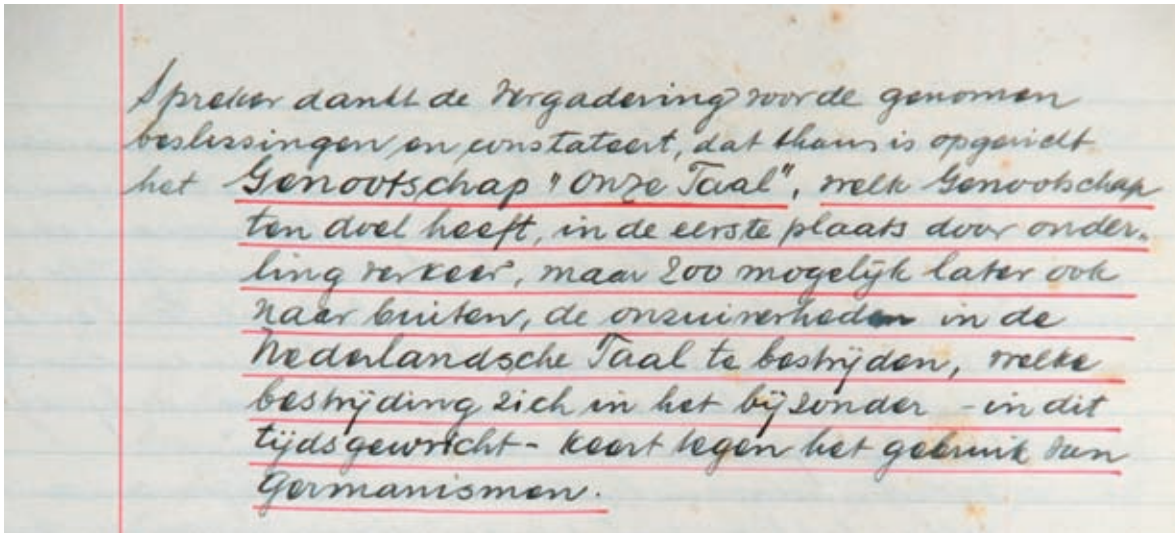 Spreker dankt de vergadering voor de genomen
beslissingen en constateert, dat thans is opgericht
het Genootschap "Onze Taal", welk Genootschap
ten doel heeft, in de eerste plaats door onder-
ling verkeer, maar zoo mogelijk later ook
naar buiten, de onzuiverheden in de
Nederlandsche Taal te bestrijden, welke
bestrijding zich in het bijzonder - in dit
tijdsgewricht - keert tegen het gebruik van
Germanismen.